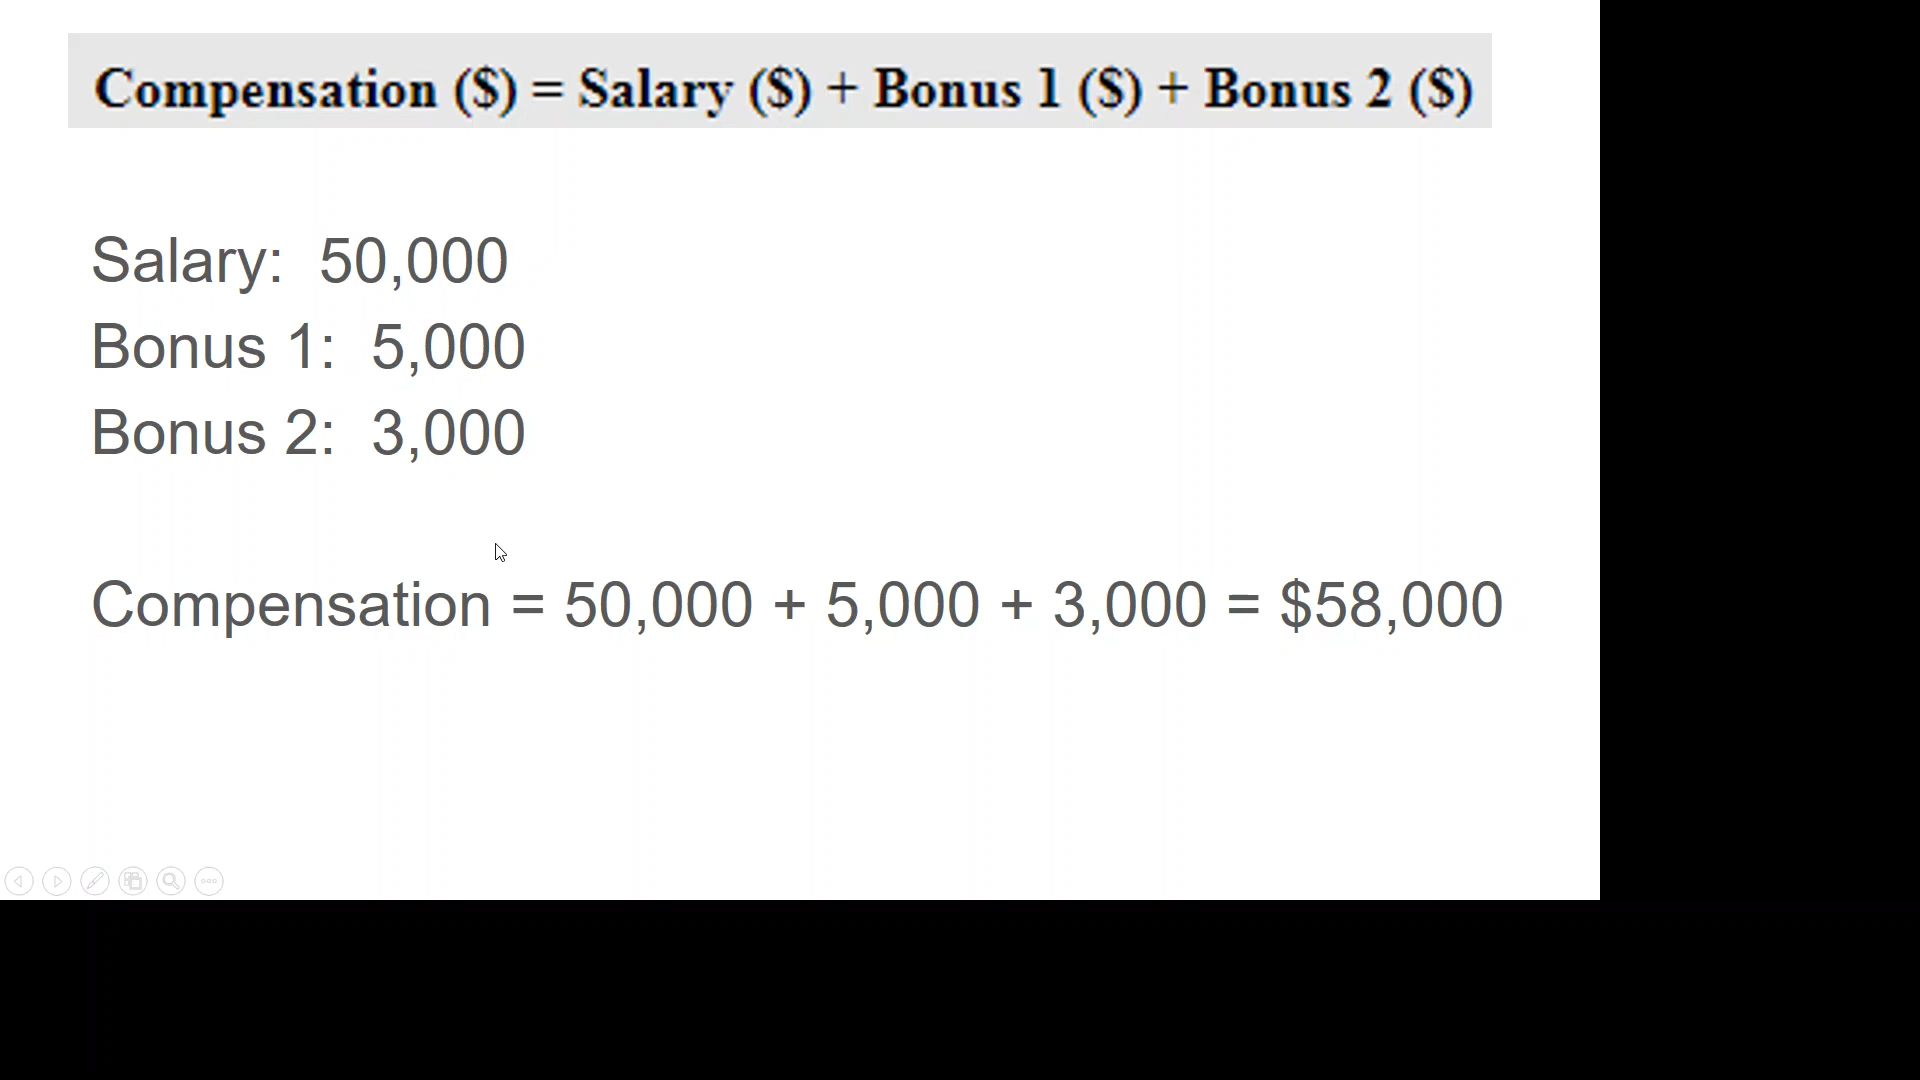 Compensation ($) = Salary ($) + Bonus 1 ($) + Bonus 2 ($)
Salary: 50,000
Bonus 1: 5,000
Bonus 2: 3,000
Compensation = 50,000 + 5,000 + 3,000 = $58,000